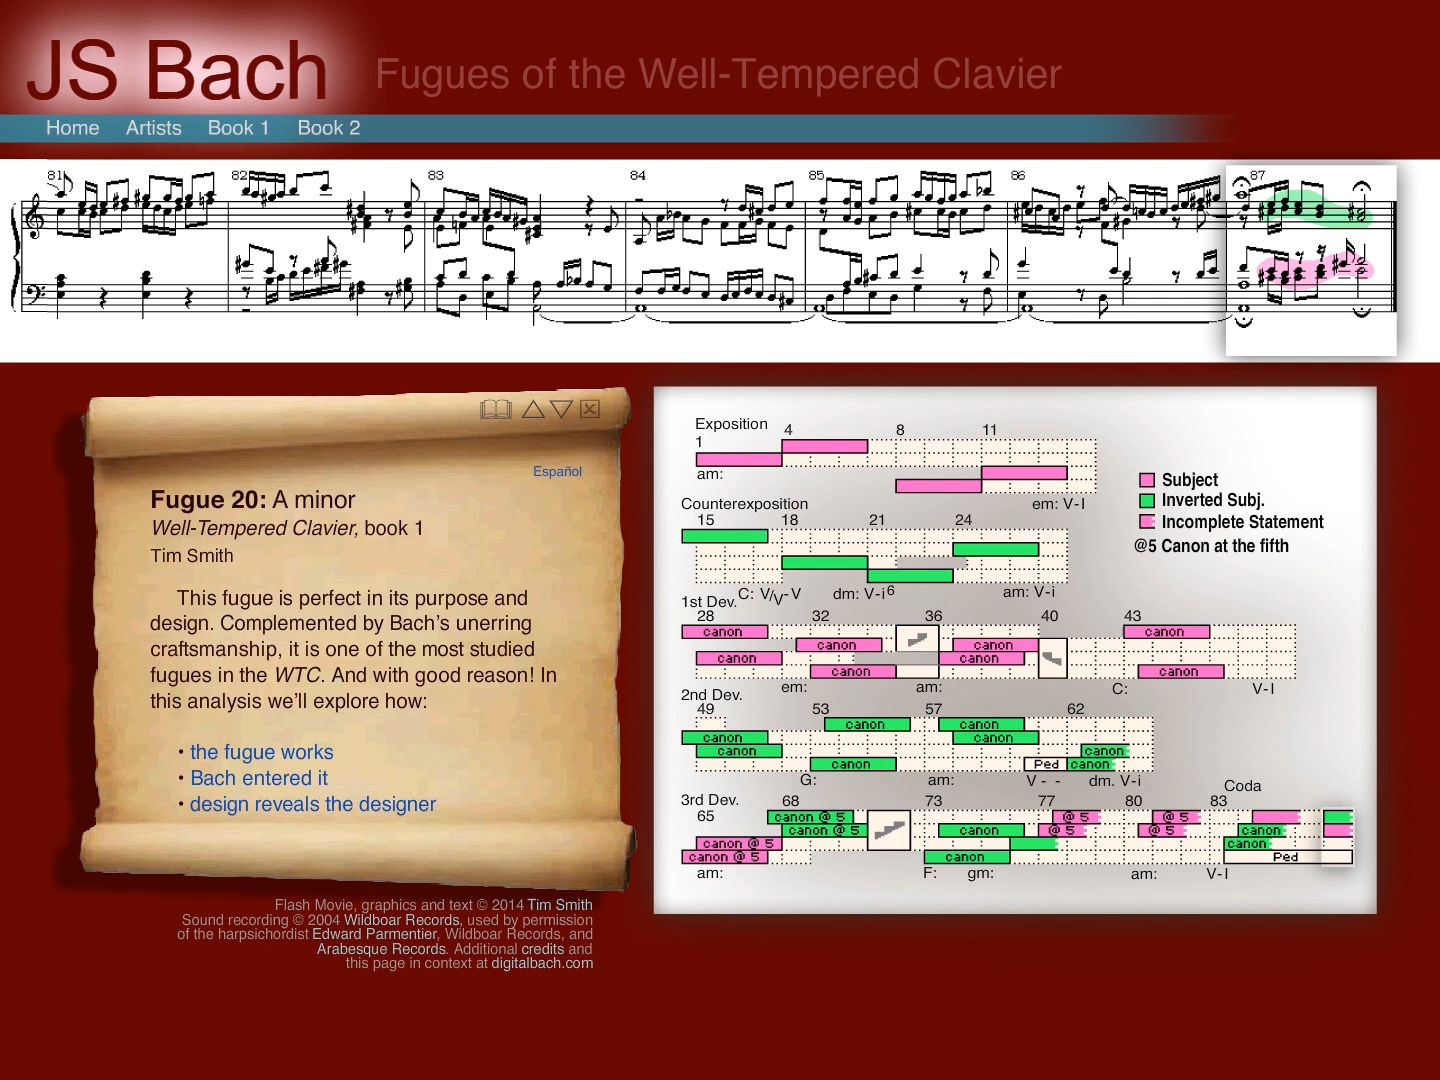 JS Bach
Fugues of the Well-Tempered Clavier
Home Artists Book 1 Book 2
81 82 83 84 85 86 87
Español
Fugue 20: A minor
Well-Tempered Clavier, book 1
Tim Smith
This fugue is perfect in its purpose and
design. Complemented by Bach’s unerring
craftsmanship, it is one of the most studied
fugues in the WTC. And with good reason! In
this analysis we’ll explore how:
• the fugue works
• Bach entered it
• design reveals the designer
Flash Movie, graphics and text © 2014 Tim Smith
Sound recording © 2004 Wildboar Records, used by permission
of the harpsichordist Edward Parmentier, Wildboar Records, and
Arabesque Records. Additional credits and
this page in context at digitalbach.com
Exposition
1 4 8 11
am: em: V-I
Counterexposition
15 18 21 24
C: V/V-V dm: V-i6 am: V-i
1st Dev.
28 32 36 40 43
canon canon
canon canon
canon canon
canon canon
em: am: C: V-I
2nd Dev.
49 53 57 62
canon canon
canon canon
canon canon
canon Ped canon
G: am: V - - dm. V-i
Coda
3rd Dev.
65 68 73 77 80 83
canon @ 5 @ 5 @ 5
canon @ 5 canon @ 5 @ 5 canon
canon @ 5 canon
canon @ 5 canon Ped
am: F: gm: am: V-I
Subject
Inverted Subj.
Incomplete Statement
@5 Canon at the fifth